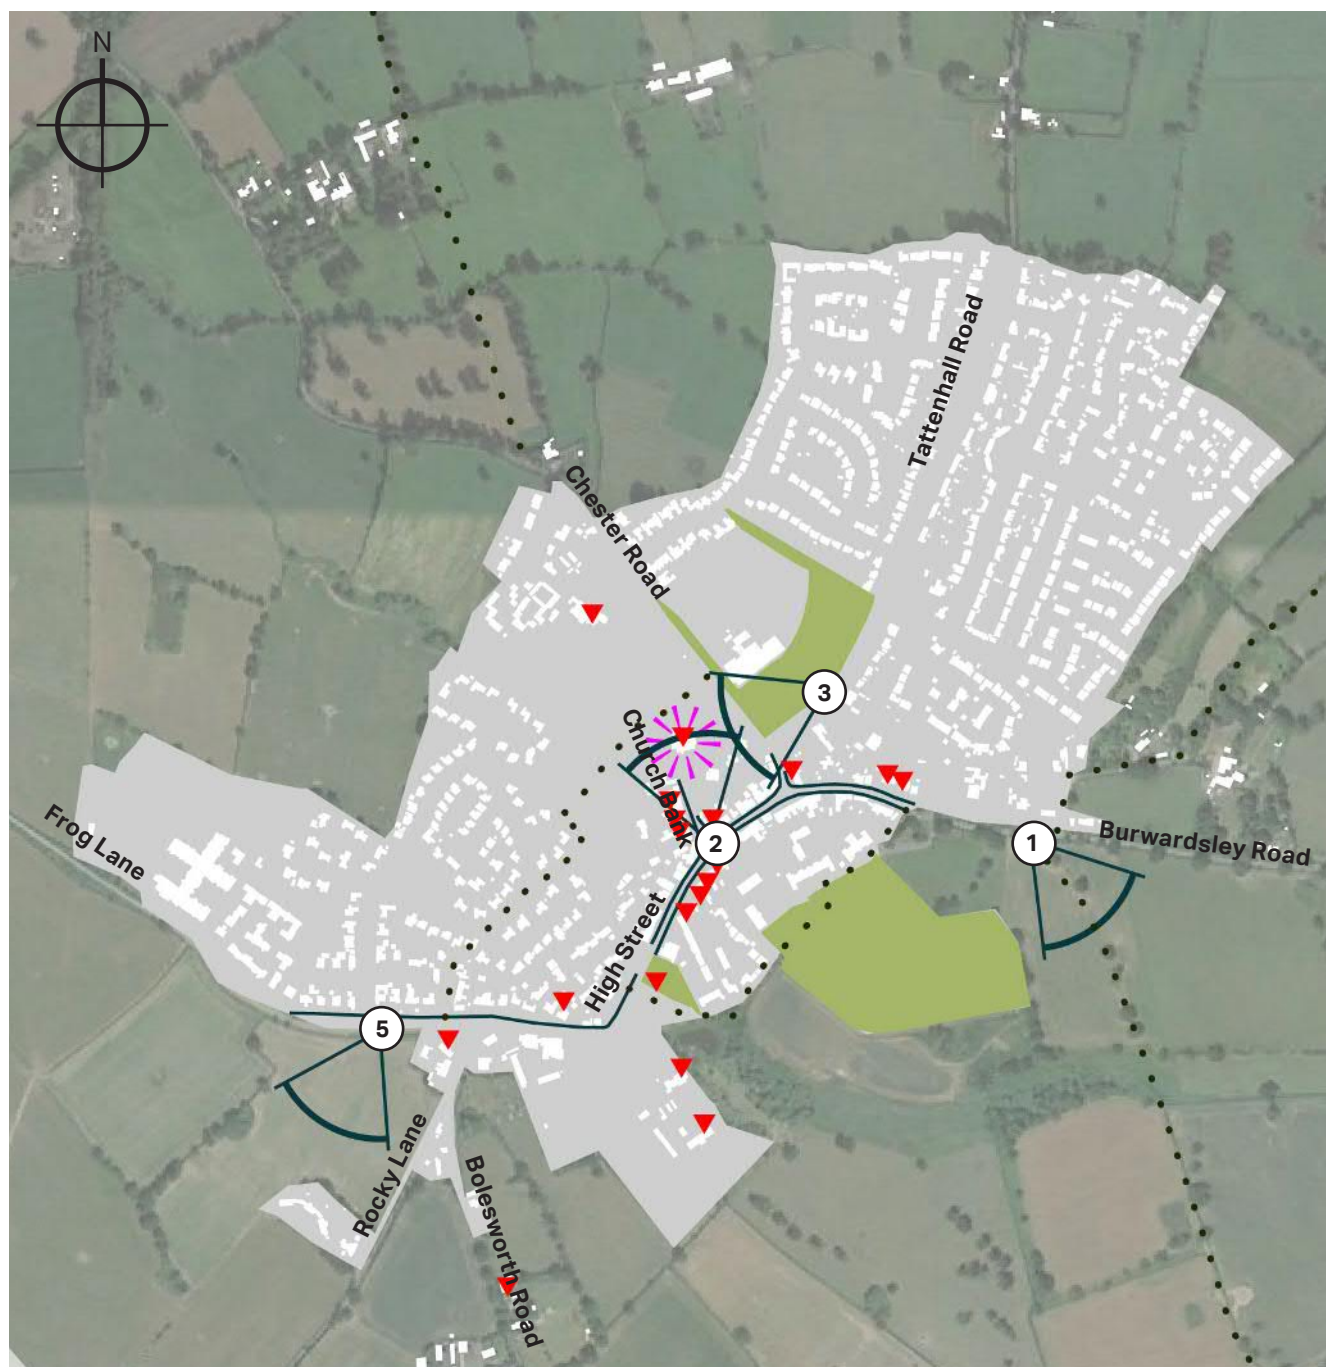 N
Tattenhall Road
Chester Road
3
Church Bank
2
1
Burwardsley Road
Frog Lane
High Street
5
Rocky Lane
Bolesworth Road